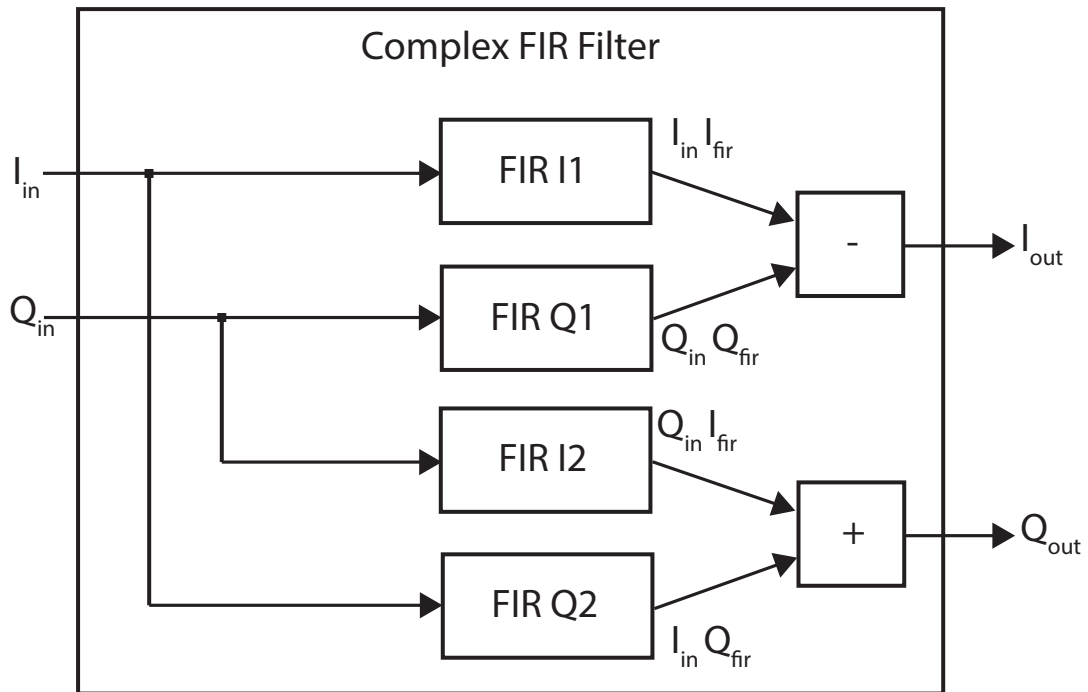 Complex FIR Filter
I_in
FIR I1
I_in I_fir
-
I_out
Q_in
FIR Q1
Q_in Q_fir
FIR I2
Q_in I_fir
+
Q_out
FIR Q2
I_in Q_fir